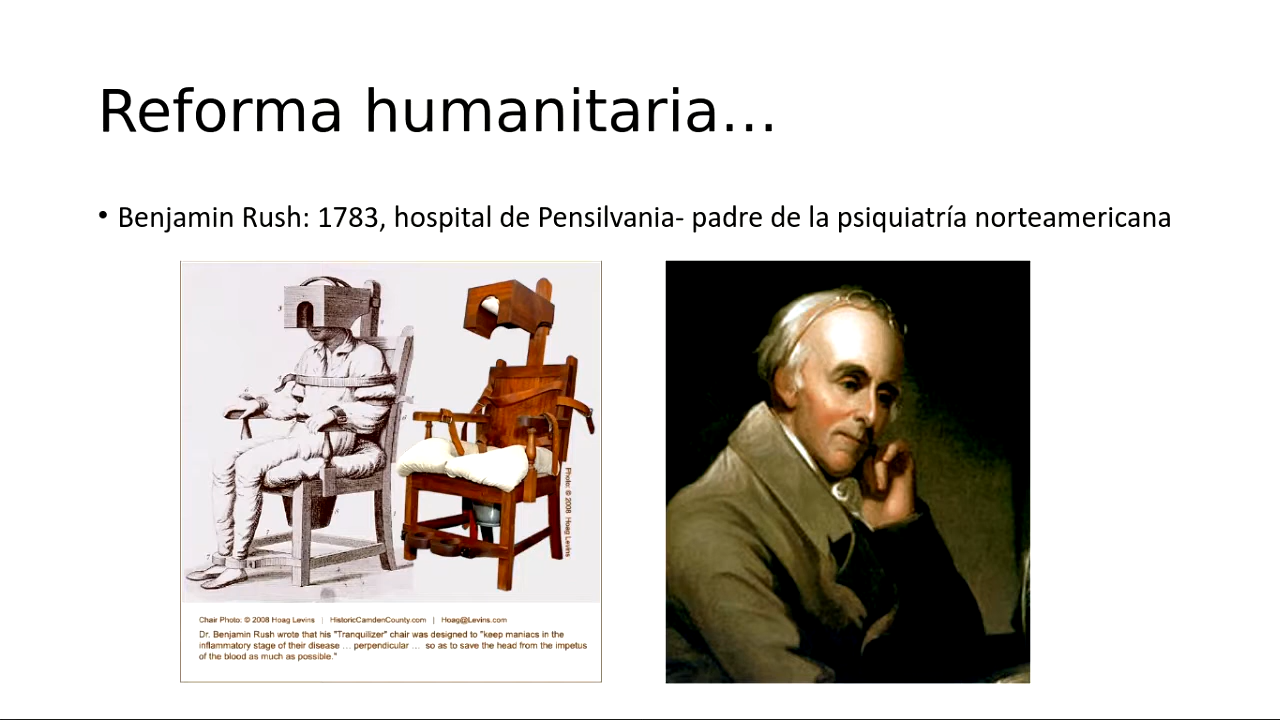 Reforma humanitaria...
• Benjamin Rush: 1783, hospital de Pensilvania- padre de la psiquiatría norteamericana
Photo: © 2008 Hoag Levins
Chair Photo: © 2008 Hoag Levins | HistoricCamdenCounty.com | Hoag@Levins.com
Dr. Benjamin Rush wrote that his "Tranquilizer" chair was designed to "keep maniacs in the
inflammatory stage of their disease ... perpendicular ... so as to save the head from the impetus
of the blood as much as possible."